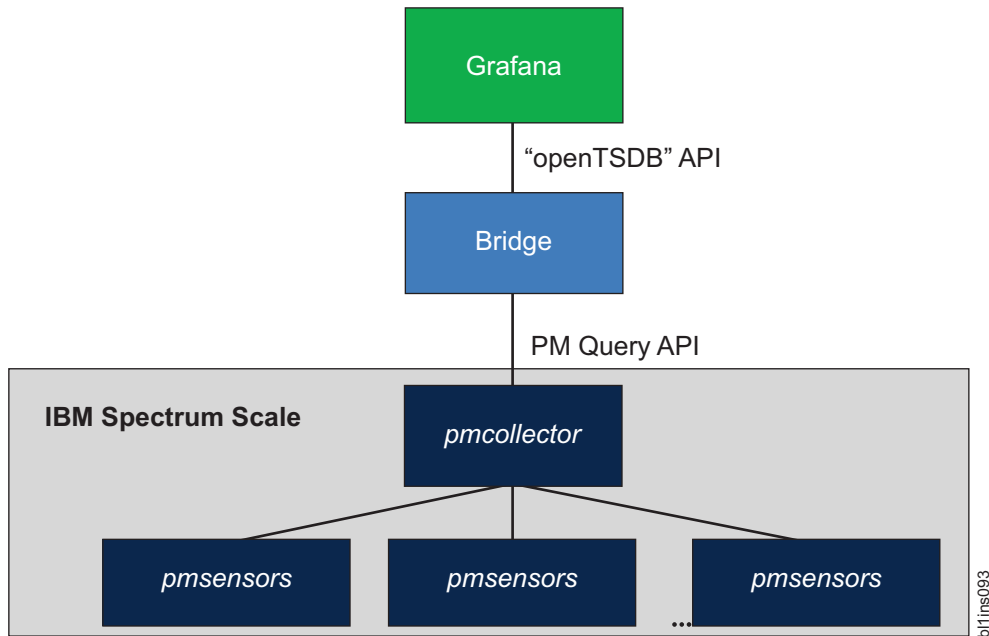 Grafana
“openTSDB” API
Bridge
PM Query API
IBM Spectrum Scale
pmcollector
pmsensors
pmsensors
pmsensors
...
bl1ins093